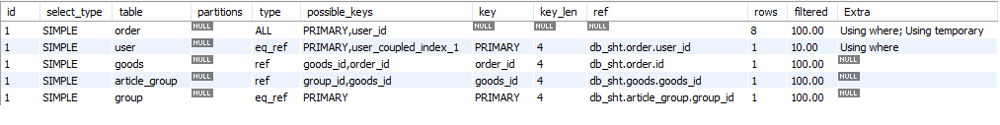 id select_type table partitions type possible_keys key key_len ref rows filtered Extra
1 SIMPLE order NULL ALL PRIMARY,user_id NULL NULL NULL 8 100.00 Using where; Using temporary
1 SIMPLE user NULL eq_ref PRIMARY,user_coupled_index_1 PRIMARY 4 db_sht.order.user_id 1 10.00 Using where
1 SIMPLE goods NULL ref goods_id,order_id order_id 4 db_sht.order.id 1 100.00 NULL
1 SIMPLE article_group NULL ref group_id,goods_id goods_id 4 db_sht.goods.goods_id 1 100.00 NULL
1 SIMPLE group NULL eq_ref PRIMARY PRIMARY 4 db_sht.article_group.group_id 1 100.00 NULL